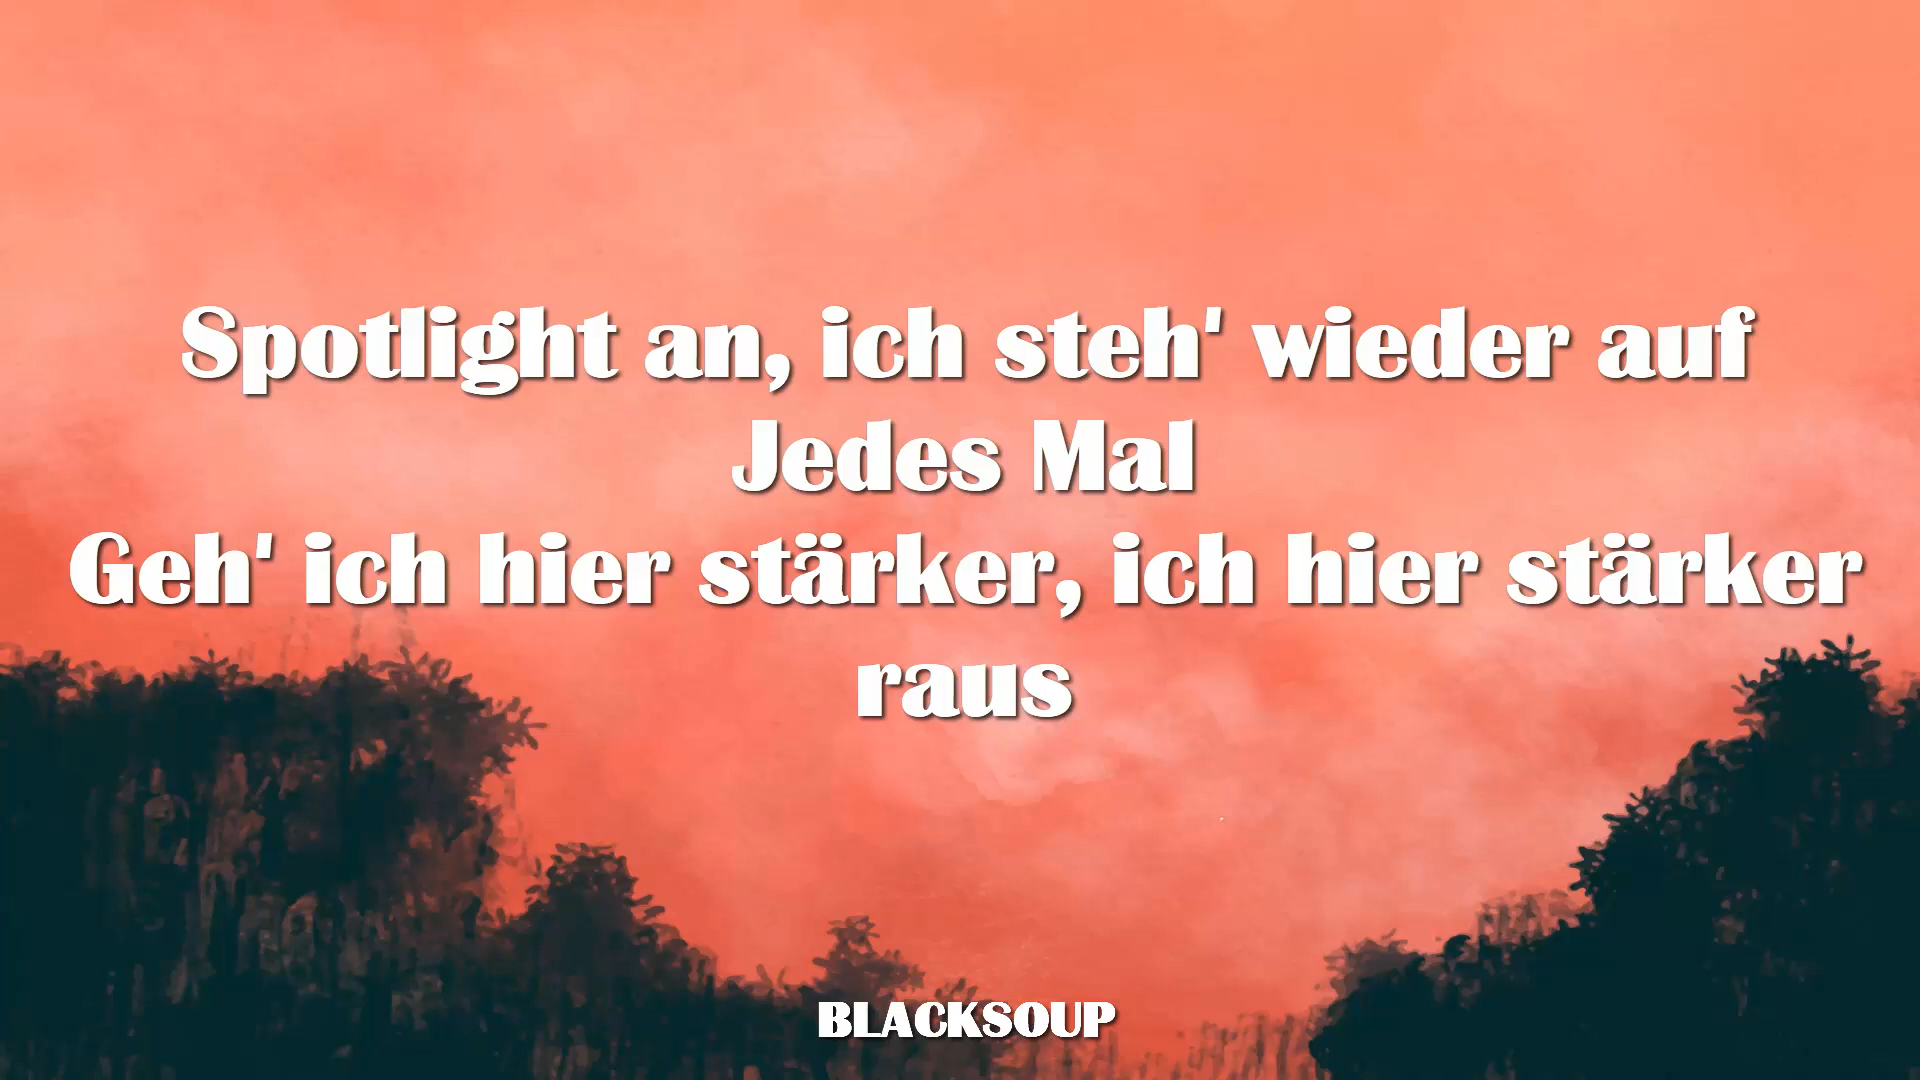 Spotlight an, ich steh' wieder auf
Jedes Mal
Geh' ich hier stärker, ich hier stärker
raus
BLACKSOUP